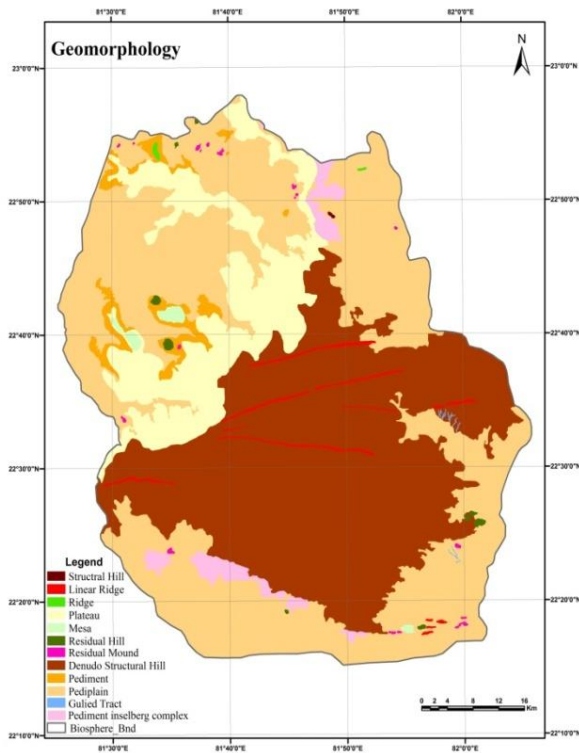 81°30'0"E 81°40'0"E 81°50'0"E 82°0'0"E
Geomorphology
N
23°0'0"N 23°0'0"N
22°50'0"N 22°50'0"N
22°40'0"N 22°40'0"N
22°30'0"N 22°30'0"N
Legend
Structral Hill
Linear Ridge
Ridge
Plateau
Mesa
Residual Hill
Residual Mound
Denudo Structural Hill
Pediment
Pediplain
Gulied Tract
Pediment inselberg complex
Biosphere_Bnd
22°20'0"N 22°20'0"N
0 2 4 8 12 16
Km
22°10'0"N 22°10'0"N
81°30'0"E 81°40'0"E 81°50'0"E 82°0'0"E